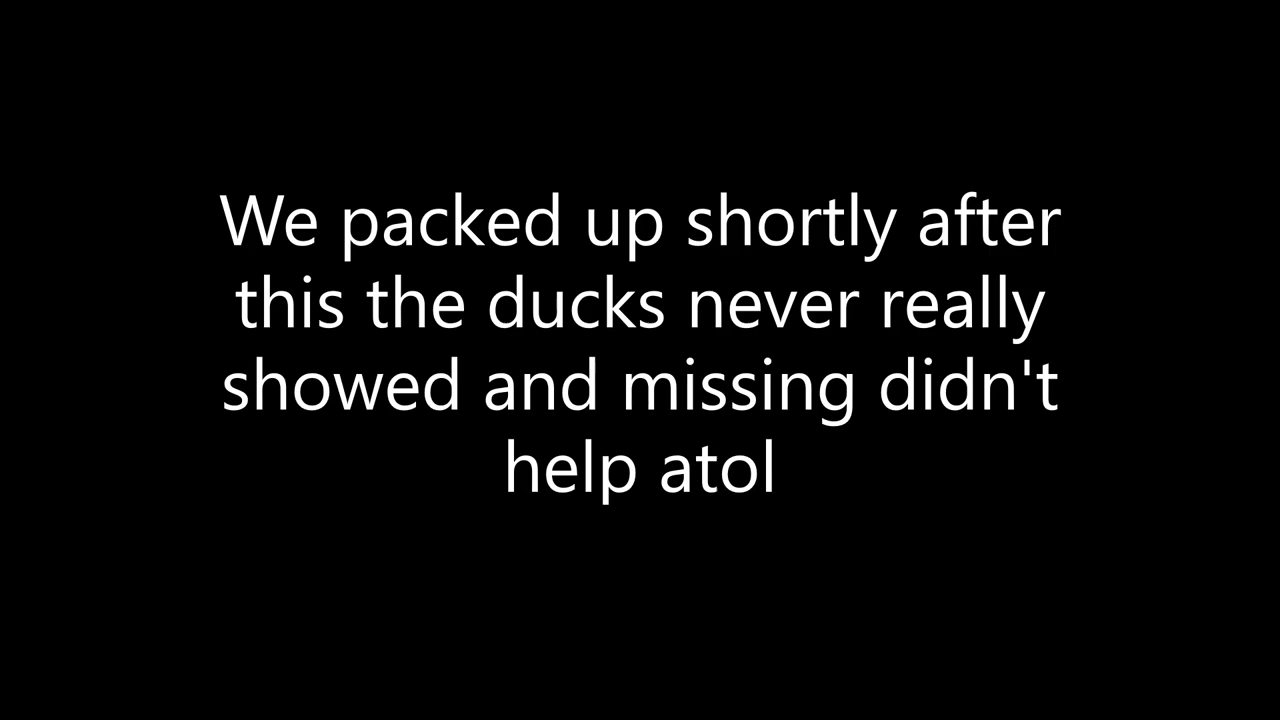 We packed up shortly after
this the ducks never really
showed and missing didn't
help atol